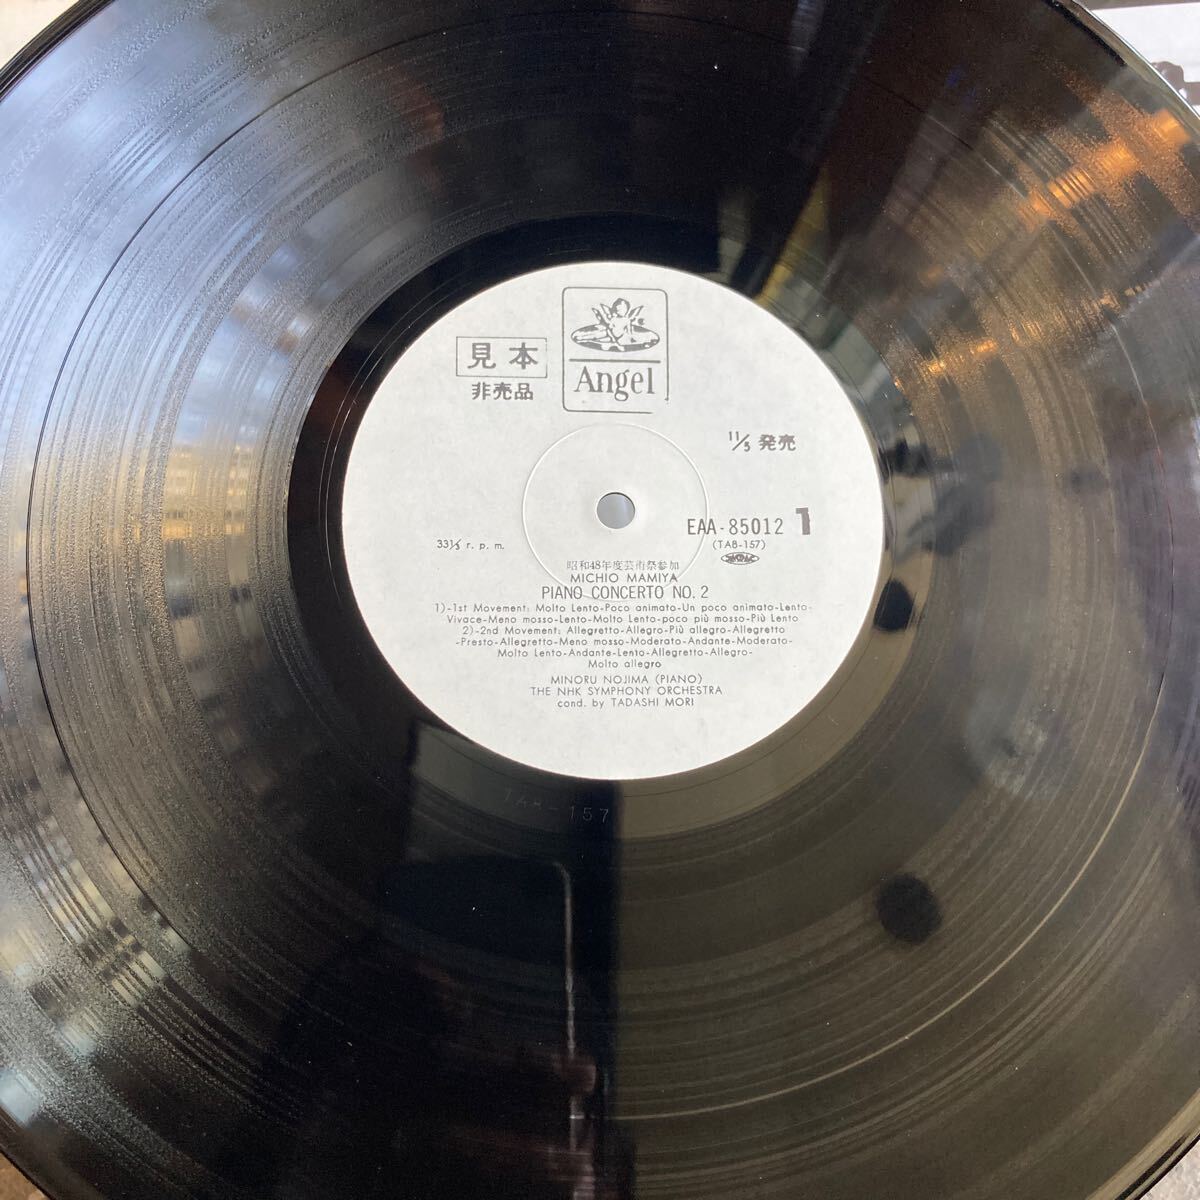 見本
非売品
Angel
11/5 発売
EAA-85012 1
(TAB-157)
33⅓ r. p. m.
昭和48年度芸術祭参加
MICHIO MAMIYA
PIANO CONCERTO NO. 2
1)-1st Movement: Molto Lento-Poco animato-Un poco animato-Lento-
Vivace-Meno mosso-Lento-Molto Lento-poco più mosso-Più Lento
2)-2nd Movement: Allegretto-Allegro-Più allegro-Allegretto
-Presto-Allegretto-Meno mosso-Moderato-Andante-Moderato-
Molto Lento-Andante-Lento-Allegretto-Allegro-
Molto allegro
MINORU NOJIMA (PIANO)
THE NHK SYMPHONY ORCHESTRA
cond. by TADASHI MORI
TAB-157